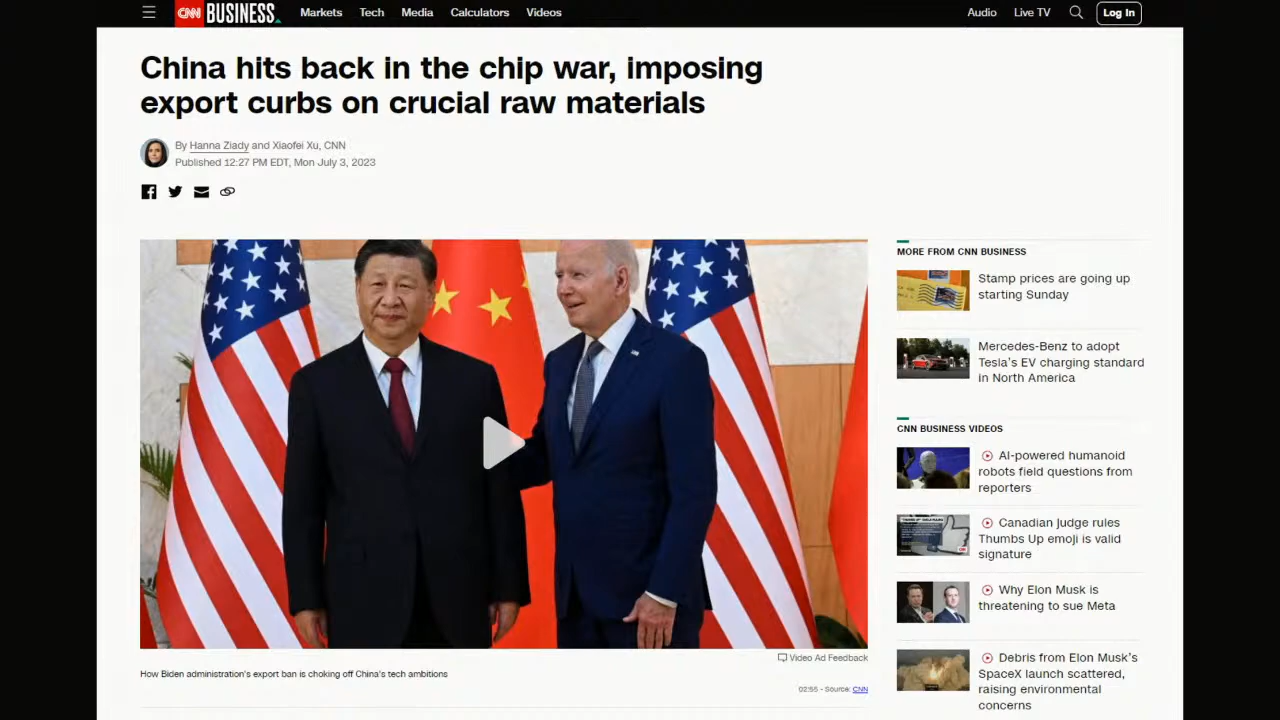 CNN BUSINESS
Markets
Tech
Media
Calculators
Videos
Audio
Live TV
Log In
China hits back in the chip war, imposing
export curbs on crucial raw materials
By Hanna Ziady and Xiaofei Xu, CNN
Published 12:27 PM EDT, Mon July 3, 2023
Video Ad Feedback
How Biden administration's export ban is choking off China's tech ambitions
02:55 - Source: CNN
MORE FROM CNN BUSINESS
Stamp prices are going up
starting Sunday
Mercedes-Benz to adopt
Tesla's EV charging standard
in North America
CNN BUSINESS VIDEOS
AI-powered humanoid
robots field questions from
reporters
Canadian judge rules
Thumbs Up emoji is valid
signature
Why Elon Musk is
threatening to sue Meta
Debris from Elon Musk's
SpaceX launch scattered,
raising environmental
concerns